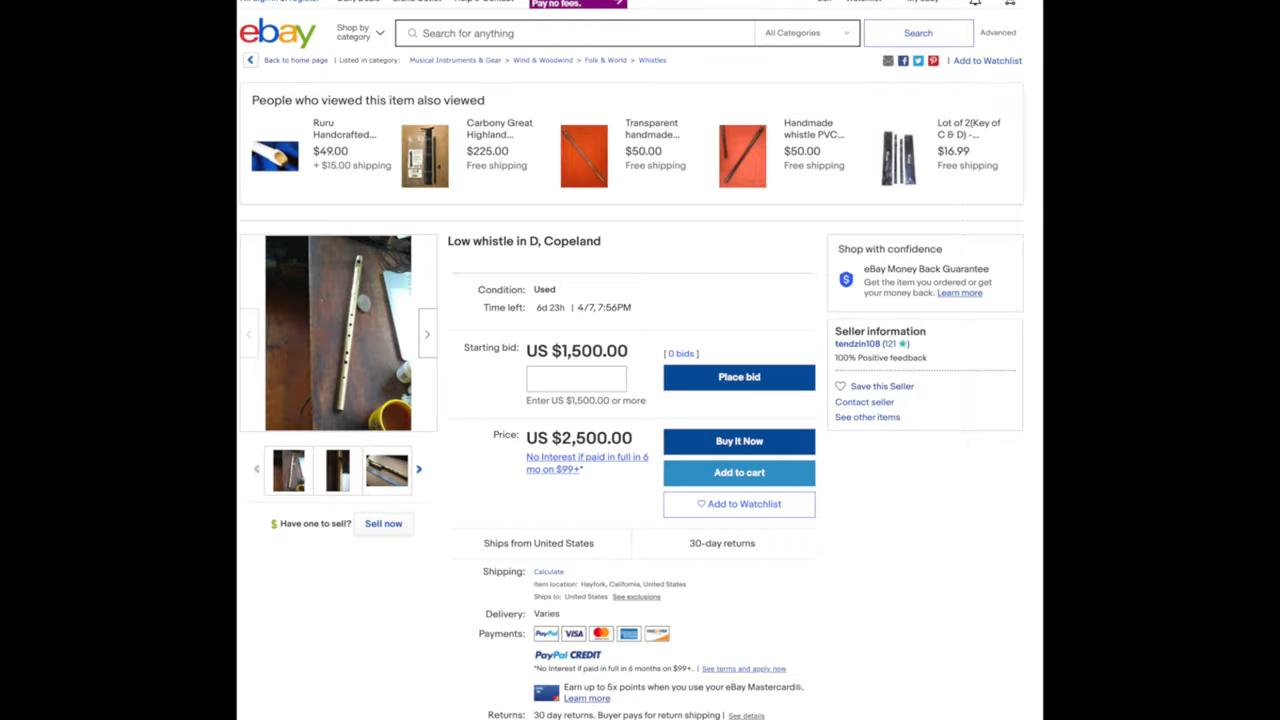 Pay no fees.
ebay
Shop by
category
Search for anything
All Categories
Search
Advanced
Back to home page | Listed in category: Musical Instruments & Gear > Wind & Woodwind > Folk & World > Whistles
| Add to Watchlist
People who viewed this item also viewed
Ruru
Handcrafted...
$49.00
+ $15.00 shipping
Carbony Great
Highland...
$225.00
Free shipping
Transparent
handmade...
$50.00
Free shipping
Handmade
whistle PVC...
$50.00
Free shipping
Lot of 2(Key of
C & D) -...
$16.99
Free shipping
Low whistle in D, Copeland
Condition: Used
Time left: 6d 23h | 4/7, 7:56PM
Starting bid: US $1,500.00 [ 0 bids ]
Place bid
Enter US $1,500.00 or more
Price: US $2,500.00
Buy It Now
No Interest if paid in full in 6
mo on $99+*
Add to cart
Add to Watchlist
Have one to sell? Sell now
Ships from United States
30-day returns
Shipping: Calculate
Item location: Hayfork, California, United States
Ships to: United States See exclusions
Delivery: Varies
Payments: PayPal VISA
PayPal CREDIT
*No Interest if paid in full in 6 months on $99+. | See terms and apply now
Earn up to 5x points when you use your eBay Mastercard®.
Learn more
Returns: 30 day returns. Buyer pays for return shipping | See details
Shop with confidence
eBay Money Back Guarantee
Get the item you ordered or get
your money back. Learn more
Seller information
tendzin108 (121 ★)
100% Positive feedback
Save this Seller
Contact seller
See other items